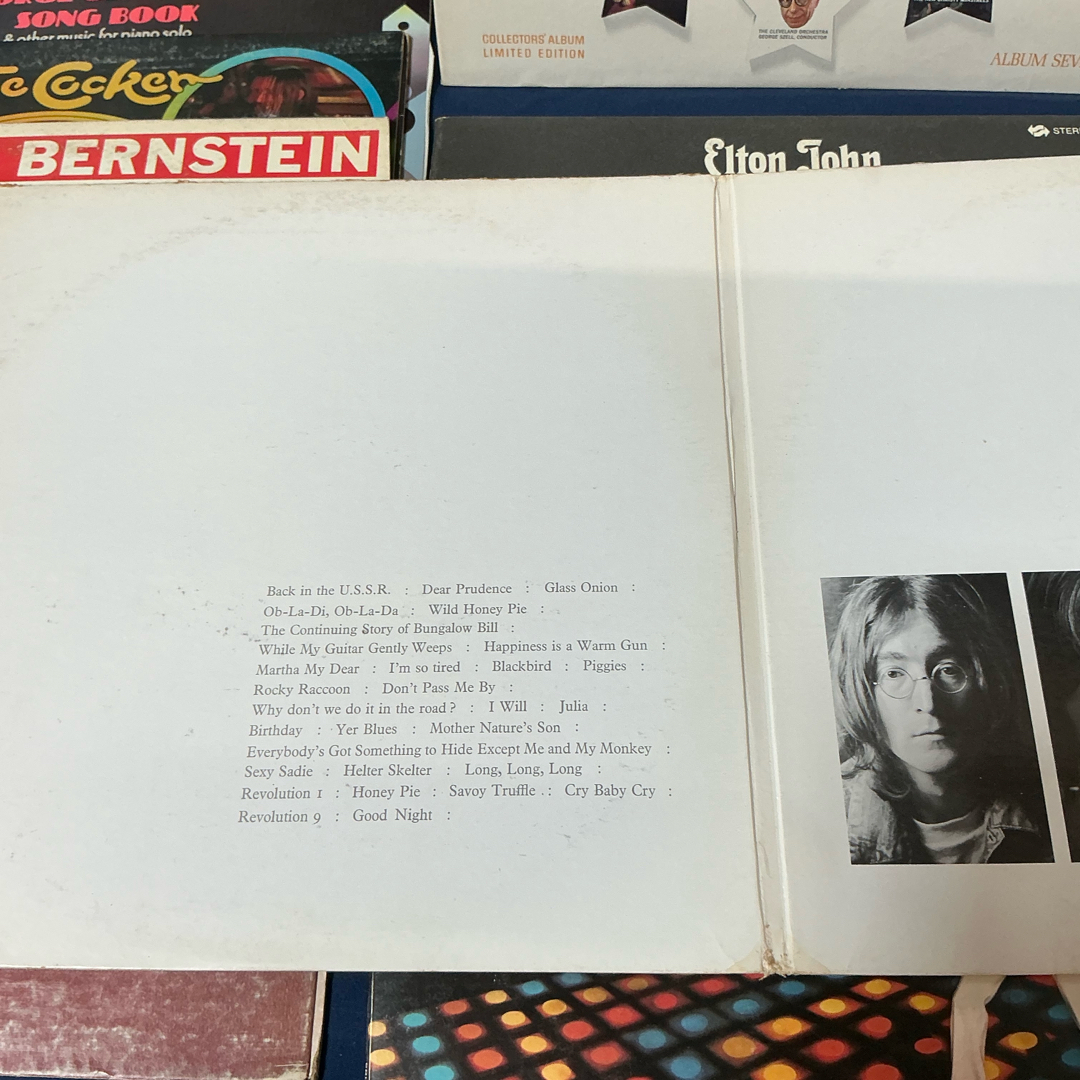 SONG BOOK
& other music for piano solo
Cocker
BERNSTEIN
COLLECTORS' ALBUM
LIMITED EDITION
THE CLEVELAND ORCHESTRA
GEORGE SZELL, CONDUCTOR
ALBUM SEV
STERE
Elton John
Back in the U.S.S.R. : Dear Prudence : Glass Onion :
Ob-La-Di, Ob-La-Da : Wild Honey Pie :
The Continuing Story of Bungalow Bill :
While My Guitar Gently Weeps : Happiness is a Warm Gun :
Martha My Dear : I'm so tired : Blackbird : Piggies :
Rocky Raccoon : Don't Pass Me By :
Why don't we do it in the road? : I Will : Julia :
Birthday : Yer Blues : Mother Nature's Son :
Everybody's Got Something to Hide Except Me and My Monkey :
Sexy Sadie : Helter Skelter : Long, Long, Long :
Revolution 1 : Honey Pie : Savoy Truffle : Cry Baby Cry :
Revolution 9 : Good Night :